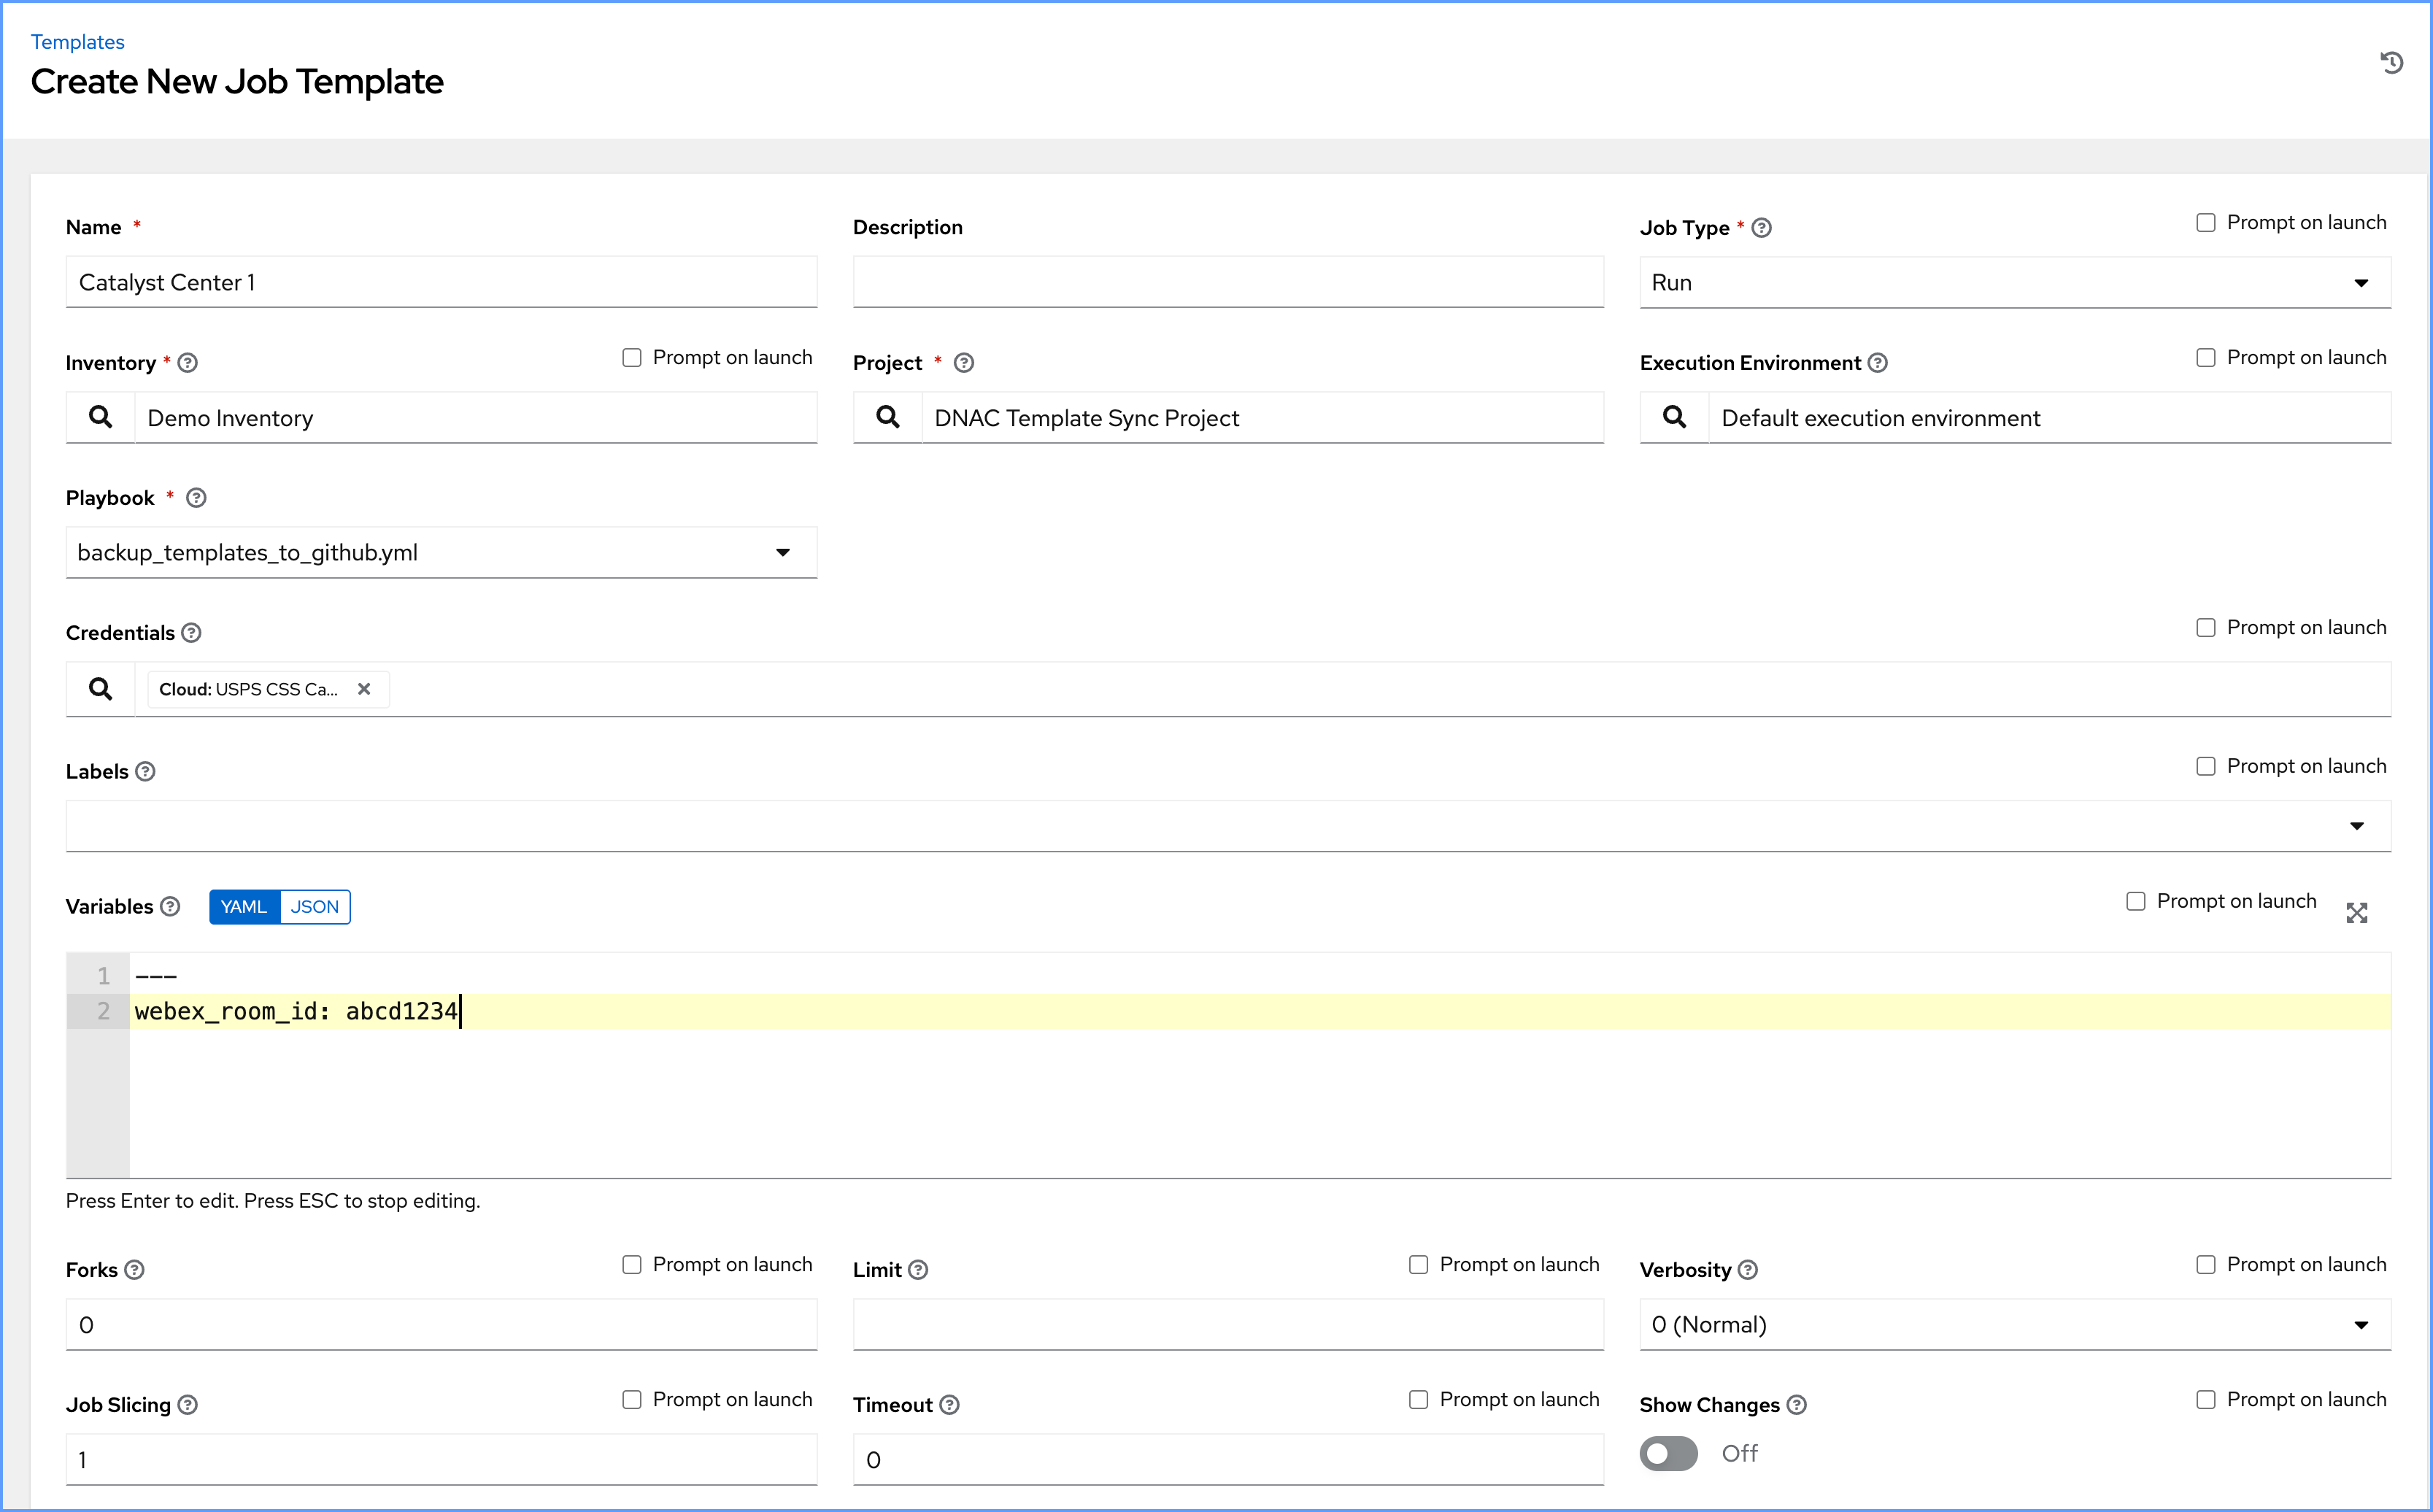 Templates
Create New Job Template
Name *
Description
Job Type *
Prompt on launch
Catalyst Center 1
Run
Inventory *
Prompt on launch
Project *
Execution Environment
Prompt on launch
Demo Inventory
DNAC Template Sync Project
Default execution environment
Playbook *
backup_templates_to_github.yml
Credentials
Prompt on launch
Cloud: USPS CSS Ca...
Labels
Prompt on launch
Variables
YAML
JSON
Prompt on launch
1 ---
2 webex_room_id: abcd1234
Press Enter to edit. Press ESC to stop editing.
Forks
Prompt on launch
Limit
Prompt on launch
Verbosity
Prompt on launch
0
0 (Normal)
Job Slicing
Prompt on launch
Timeout
Prompt on launch
Show Changes
Prompt on launch
1
0
Off